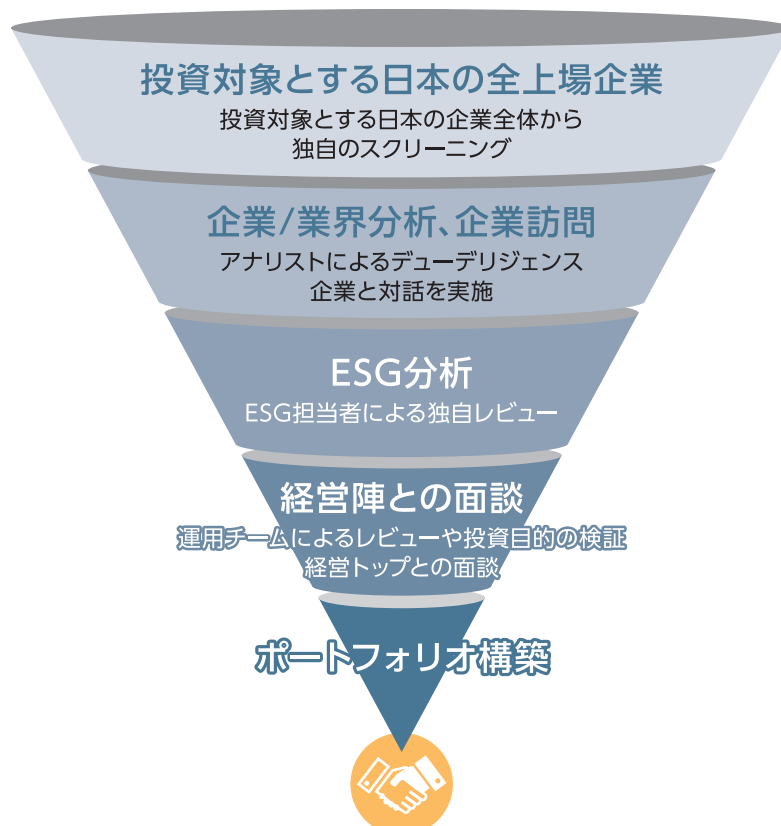 投資対象とする日本の全上場企業
投資対象とする日本の企業全体から
独自のスクリーニング
企業/業界分析、企業訪問
アナリストによるデューデリジェンス
企業と対話を実施
ESG分析
ESG担当者による独自レビュー
経営陣との面談
運用チームによるレビューや投資目的の検証
経営トップとの面談
ポートフォリオ構築